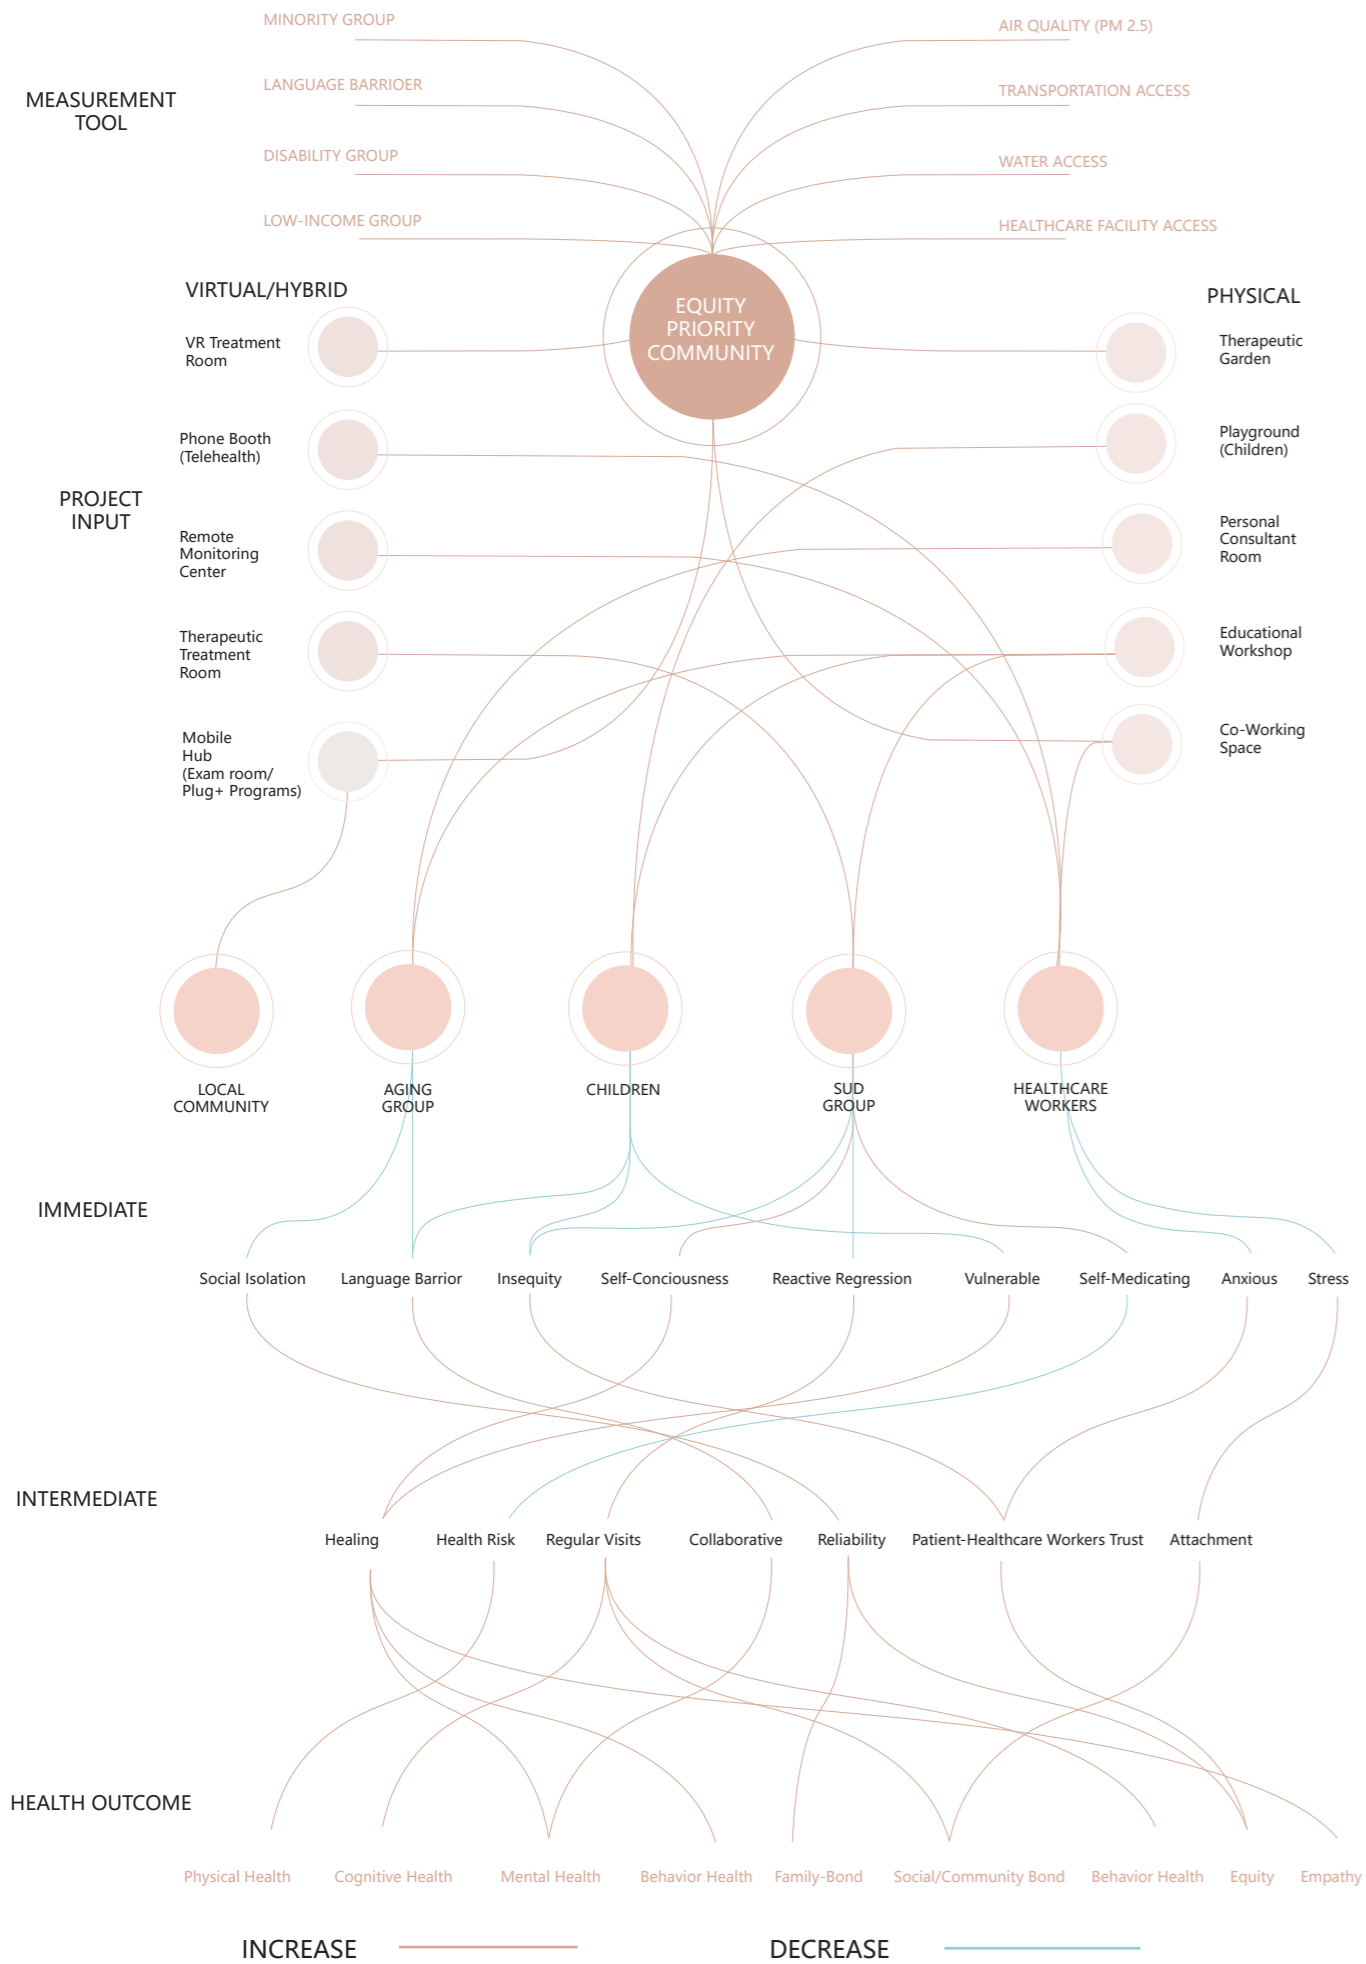 MINORITY GROUP
AIR QUALITY (PM 2.5)
MEASUREMENT
TOOL
LANGUAGE BARRIOER
TRANSPORTATION ACCESS
DISABILITY GROUP
WATER ACCESS
LOW-INCOME GROUP
HEALTHCARE FACILITY ACCESS
VIRTUAL/HYBRID
EQUITY
PRIORITY
COMMUNITY
PHYSICAL
PROJECT
INPUT
VR Treatment
Room
Therapeutic
Garden
Phone Booth
(Telehealth)
Playground
(Children)
Remote
Monitoring
Center
Personal
Consultant
Room
Therapeutic
Treatment
Room
Educational
Workshop
Mobile
Hub
(Exam room/
Plug+ Programs)
Co-Working
Space
LOCAL
COMMUNITY
AGING
GROUP
CHILDREN
SUD
GROUP
HEALTHCARE
WORKERS
IMMEDIATE
Social Isolation
Language Barrior
Insequity
Self-Conciousness
Reactive Regression
Vulnerable
Self-Medicating
Anxious
Stress
INTERMEDIATE
Healing
Health Risk
Regular Visits
Collaborative
Reliability
Patient-Healthcare Workers Trust
Attachment
HEALTH OUTCOME
Physical Health
Cognitive Health
Mental Health
Behavior Health
Family-Bond
Social/Community Bond
Behavior Health
Equity
Empathy
INCREASE
DECREASE